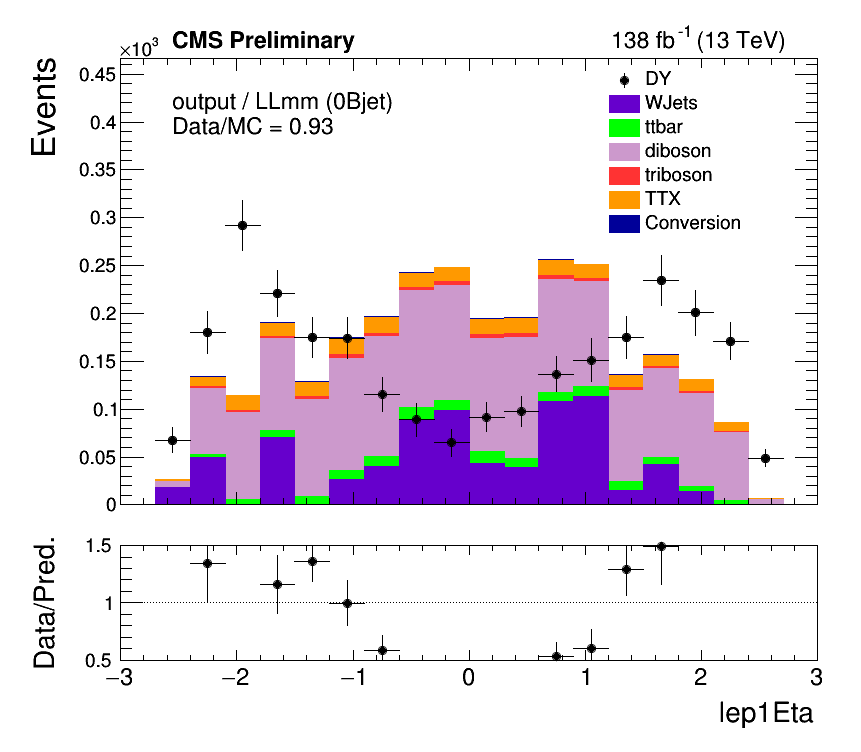 ×10³ CMS Preliminary 138 fb⁻¹ (13 TeV)
Events
output / LLmm (0Bjet)
Data/MC = 0.93
DY
WJets
ttbar
diboson
triboson
TTX
Conversion
0.45
0.4
0.35
0.3
0.25
0.2
0.15
0.1
0.05
0
Data/Pred.
1.5
1
0.5
−3 −2 −1 0 1 2 3
lep1Eta